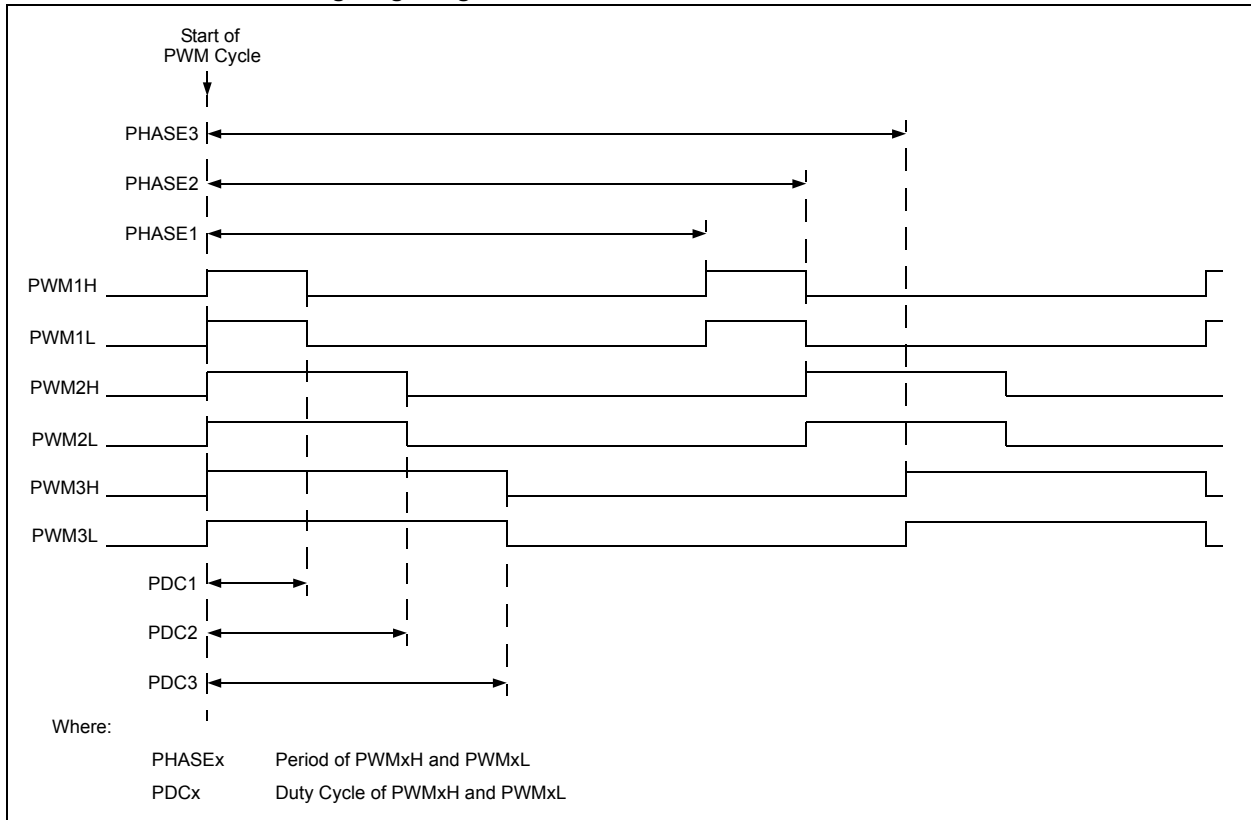 Start of
PWM Cycle
PHASE3
PHASE2
PHASE1
PWM1H
PWM1L
PWM2H
PWM2L
PWM3H
PWM3L
PDC1
PDC2
PDC3
Where:
PHASEx Period of PWMxH and PWMxL
PDCx Duty Cycle of PWMxH and PWMxL